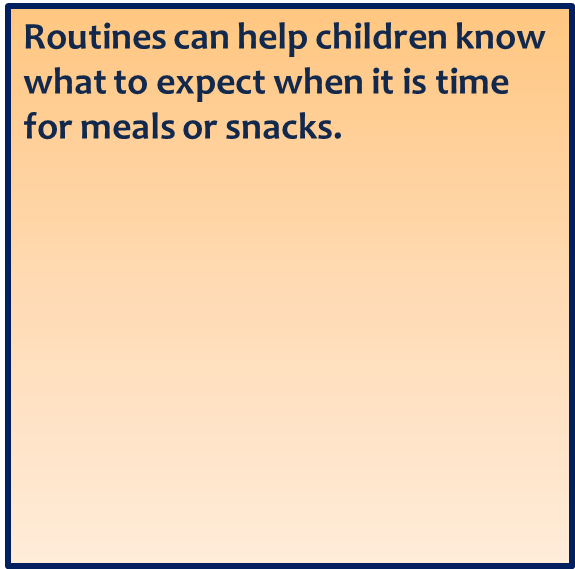 Routines can help children know
what to expect when it is time
for meals or snacks.